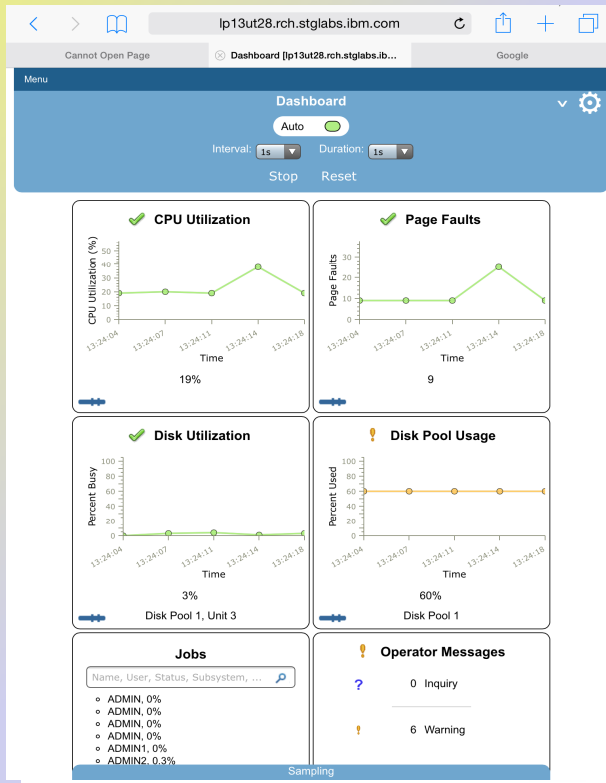 lp13ut28.rch.stglabs.ibm.com
Cannot Open Page
Dashboard [lp13ut28.rch.stglabs.ib...
Google
Menu
Dashboard
Auto
Interval: 1s Duration: 1s
Stop Reset
CPU Utilization
CPU Utilization (%)
50
40
30
20
10
0
13:24:04 13:24:07 13:24:11 13:24:14 13:24:18
Time
19%
Page Faults
Page Faults
30
20
10
0
13:24:04 13:24:07 13:24:11 13:24:14 13:24:18
Time
9
Disk Utilization
Percent Busy
100
80
60
40
20
0
13:24:04 13:24:07 13:24:11 13:24:14 13:24:18
Time
3%
Disk Pool 1, Unit 3
Disk Pool Usage
Percent Used
100
80
60
40
20
0
13:24:04 13:24:07 13:24:11 13:24:14 13:24:18
Time
60%
Disk Pool 1
Jobs
Name, User, Status, Subsystem, ...
ADMIN, 0%
ADMIN, 0%
ADMIN, 0%
ADMIN, 0%
ADMIN1, 0%
ADMIN2, 0.3%
Operator Messages
? 0 Inquiry
! 6 Warning
Sampling